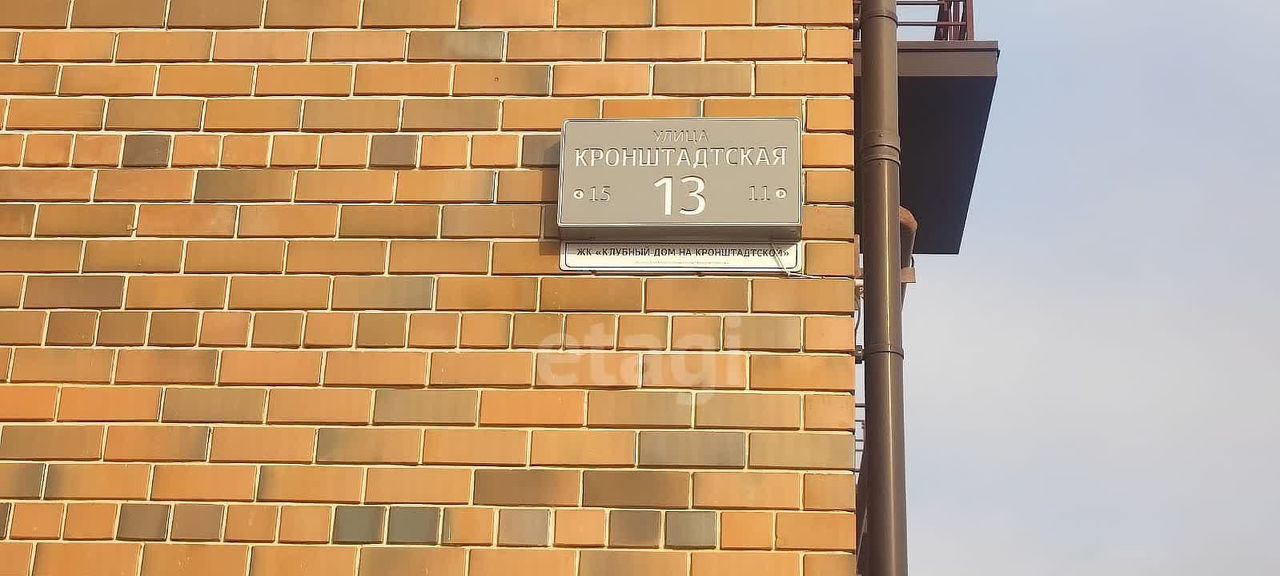 УЛИЦА
КРОНШТАДТСКАЯ
15 13 11
ЖК «КЛУБНЫЙ ДОМ НА КРОНШТАДТСКОЙ»
etagi